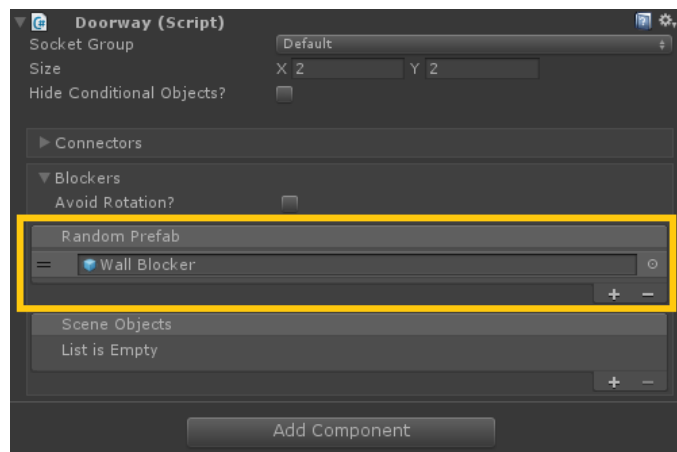 Doorway (Script)
Socket Group Default
Size X 2 Y 2
Hide Conditional Objects?
Connectors
Blockers
Avoid Rotation?
Random Prefab
Wall Blocker
+ −
Scene Objects
List is Empty
+ −
Add Component